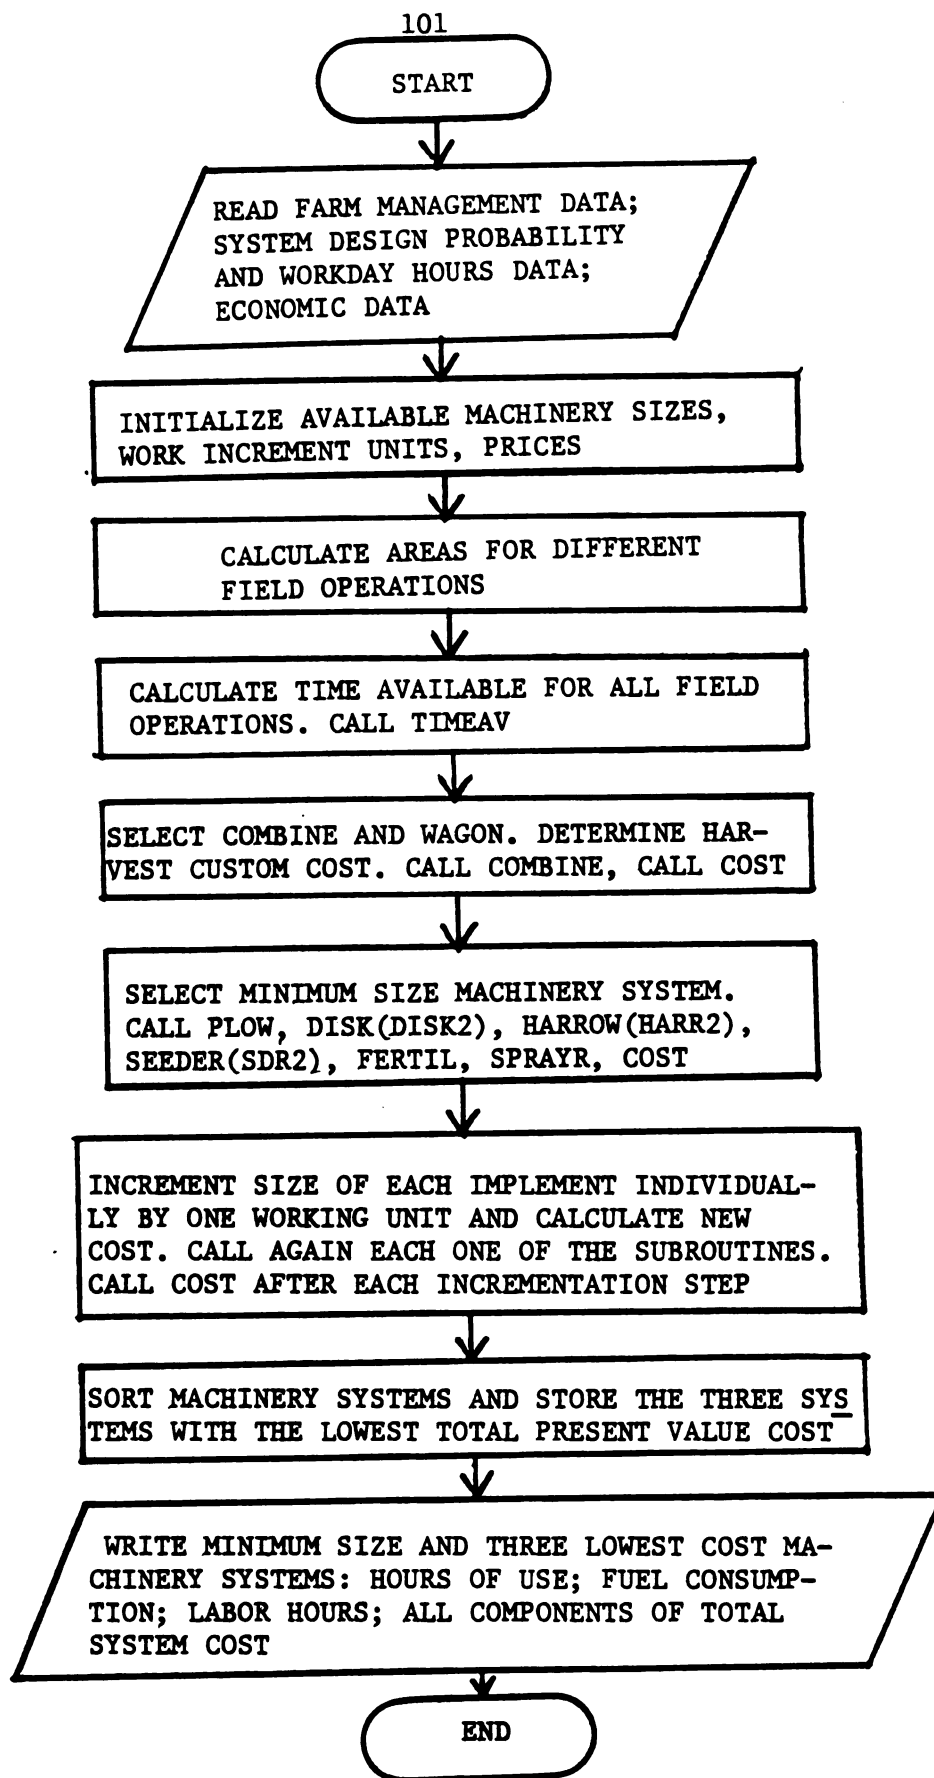 101
START
READ FARM MANAGEMENT DATA;
SYSTEM DESIGN PROBABILITY
AND WORKDAY HOURS DATA;
ECONOMIC DATA
INITIALIZE AVAILABLE MACHINERY SIZES,
WORK INCREMENT UNITS, PRICES
CALCULATE AREAS FOR DIFFERENT
FIELD OPERATIONS
CALCULATE TIME AVAILABLE FOR ALL FIELD
OPERATIONS. CALL TIMEAV
SELECT COMBINE AND WAGON. DETERMINE HAR-
VEST CUSTOM COST. CALL COMBINE, CALL COST
SELECT MINIMUM SIZE MACHINERY SYSTEM.
CALL PLOW, DISK(DISK2), HARROW(HARR2),
SEEDER(SDR2), FERTIL, SPRAYR, COST
INCREMENT SIZE OF EACH IMPLEMENT INDIVIDUAL-
LY BY ONE WORKING UNIT AND CALCULATE NEW
COST. CALL AGAIN EACH ONE OF THE SUBROUTINES.
CALL COST AFTER EACH INCREMENTATION STEP
SORT MACHINERY SYSTEMS AND STORE THE THREE SYS
TEMS WITH THE LOWEST TOTAL PRESENT VALUE COST
WRITE MINIMUM SIZE AND THREE LOWEST COST MA-
CHINERY SYSTEMS: HOURS OF USE; FUEL CONSUMP-
TION; LABOR HOURS; ALL COMPONENTS OF TOTAL
SYSTEM COST
END